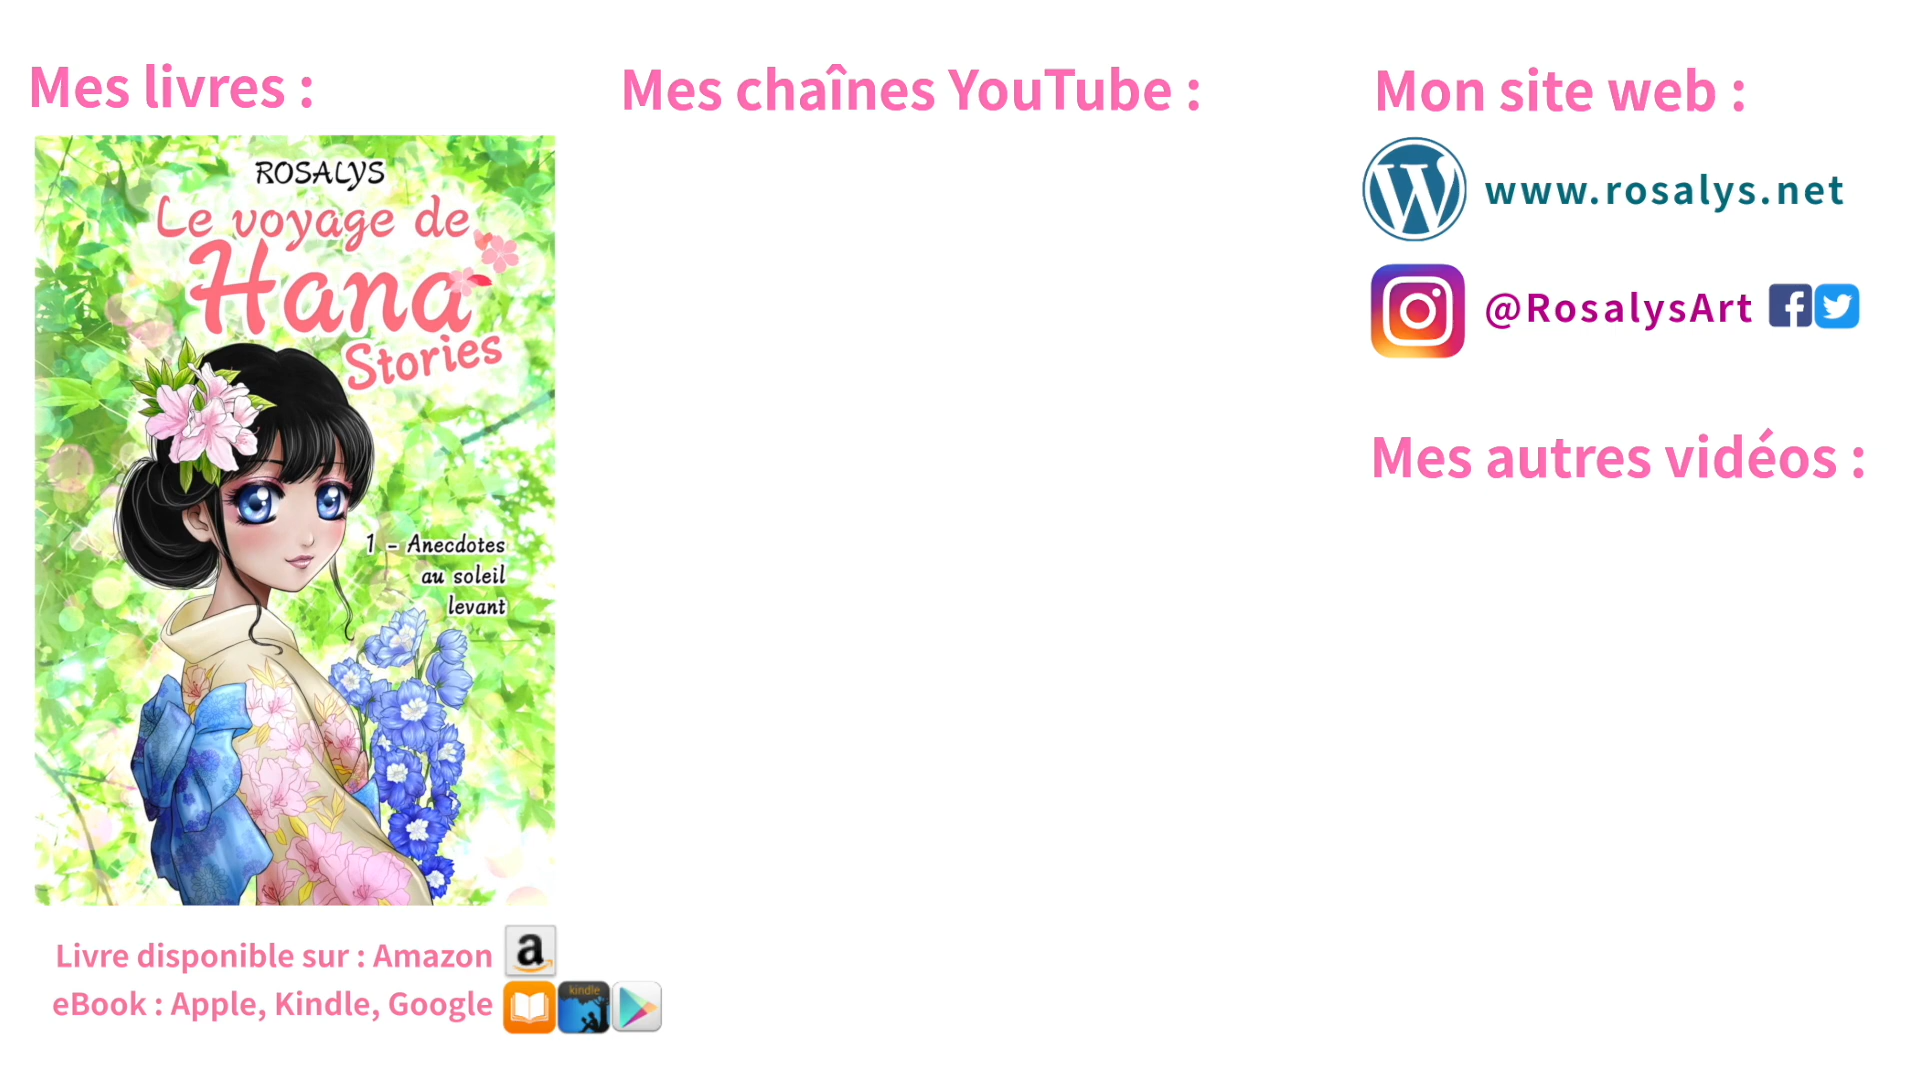 Mes livres :
ROSALYS
Le voyage de
Hana
Stories
1 - Anecdotes
au soleil
levant
Livre disponible sur : Amazon
a
eBook : Apple, Kindle, Google
kindle
Mes chaînes YouTube :
Mon site web :
www.rosalys.net
@RosalysArt
Mes autres vidéos :